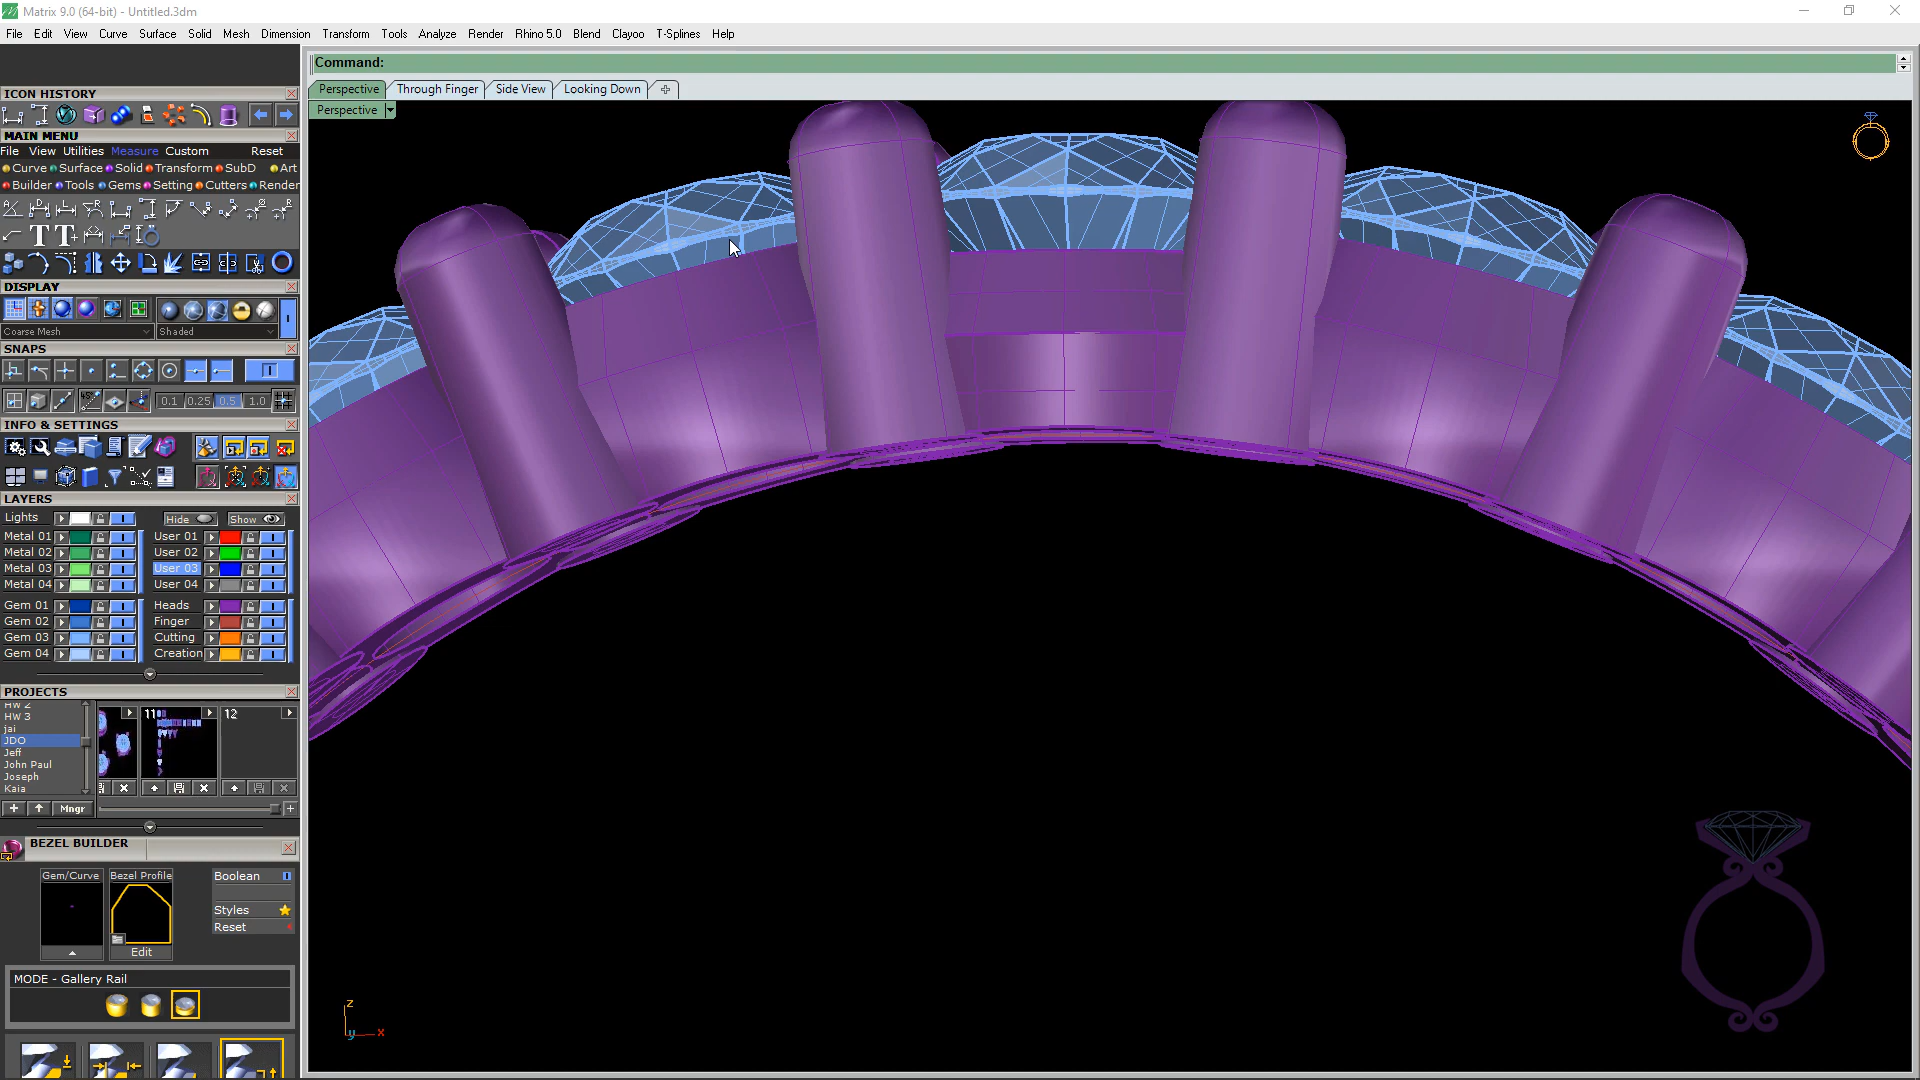 Matrix 9.0 (64-bit) - Untitled.3dm
File Edit View Curve Surface Solid Mesh Dimension Transform Tools Analyze Render Rhino 5.0 Blend Clayoo T-Splines Help
Command:
Perspective Through Finger Side View Looking Down
Perspective
ICON HISTORY
MAIN MENU
File View Utilities Measure Custom Reset
Curve Surface Solid Transform SubD Art
Builder Tools Gems Setting Cutters Render
DISPLAY
Coarse Mesh Shaded
SNAPS
0.1 0.25 0.5 1.0
INFO & SETTINGS
LAYERS
Lights Hide Show
Metal 01 User 01
Metal 02 User 02
Metal 03 User 03
Metal 04 User 04
Gem 01 Heads
Gem 02 Finger
Gem 03 Cutting
Gem 04 Creation
PROJECTS
HW 2
HW 3
jai
JDO
Jeff
John Paul
Joseph
Kaia
11 12
Mngr
BEZEL BUILDER
Gem/Curve Bezel Profile Boolean
Styles
Reset
Edit
MODE - Gallery Rail
z
y x